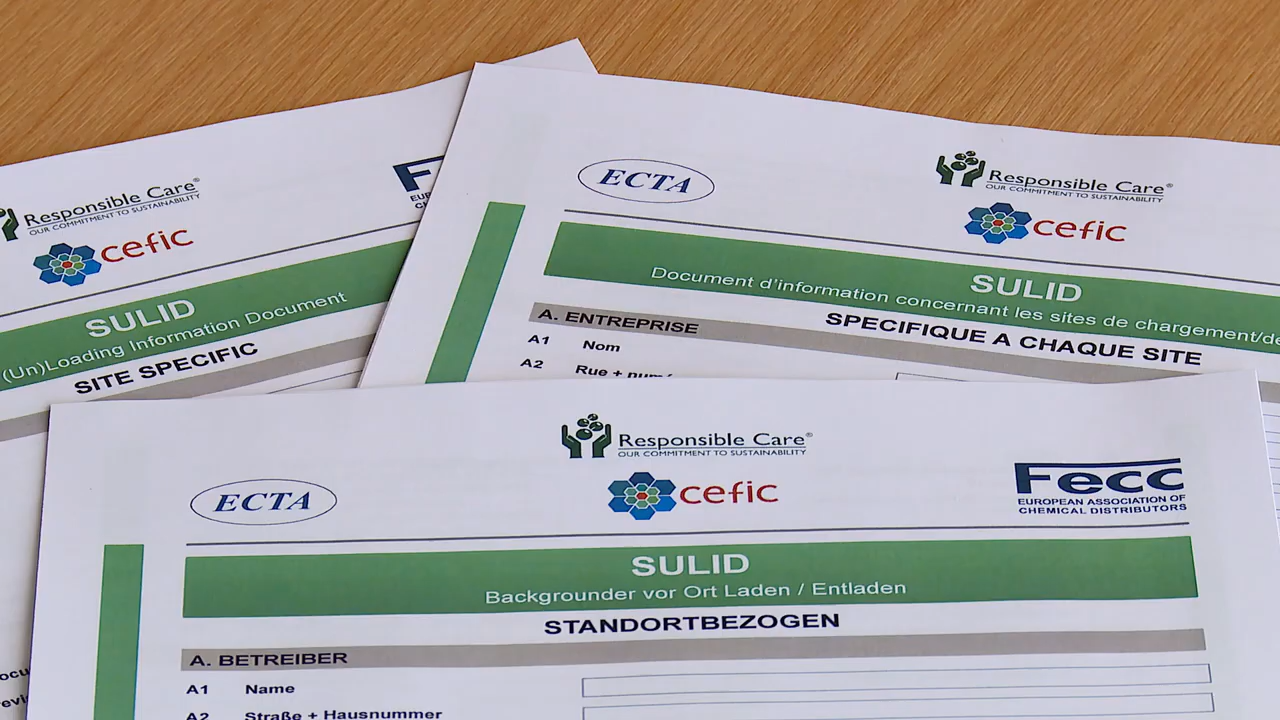 Responsible Care®
OUR COMMITMENT TO SUSTAINABILITY
cefic
SULID
(Un)Loading Information Document
SITE SPECIFIC
ECTA
Responsible Care®
OUR COMMITMENT TO SUSTAINABILITY
cefic
SULID
Document d'information concernant les sites de
A. ENTREPRISE
SPECIFIQUE A CHAQUE SITE
A1 Nom
A2 Rue +
ECTA
Responsible Care®
OUR COMMITMENT TO SUSTAINABILITY
cefic
Fecc
EUROPEAN ASSOCIATION OF
CHEMICAL DISTRIBUTORS
SULID
Backgrounder vor Ort Laden / Entladen
STANDORTBEZOGEN
A. BETREIBER
A1 Name
A2 Straße + Hausnummer